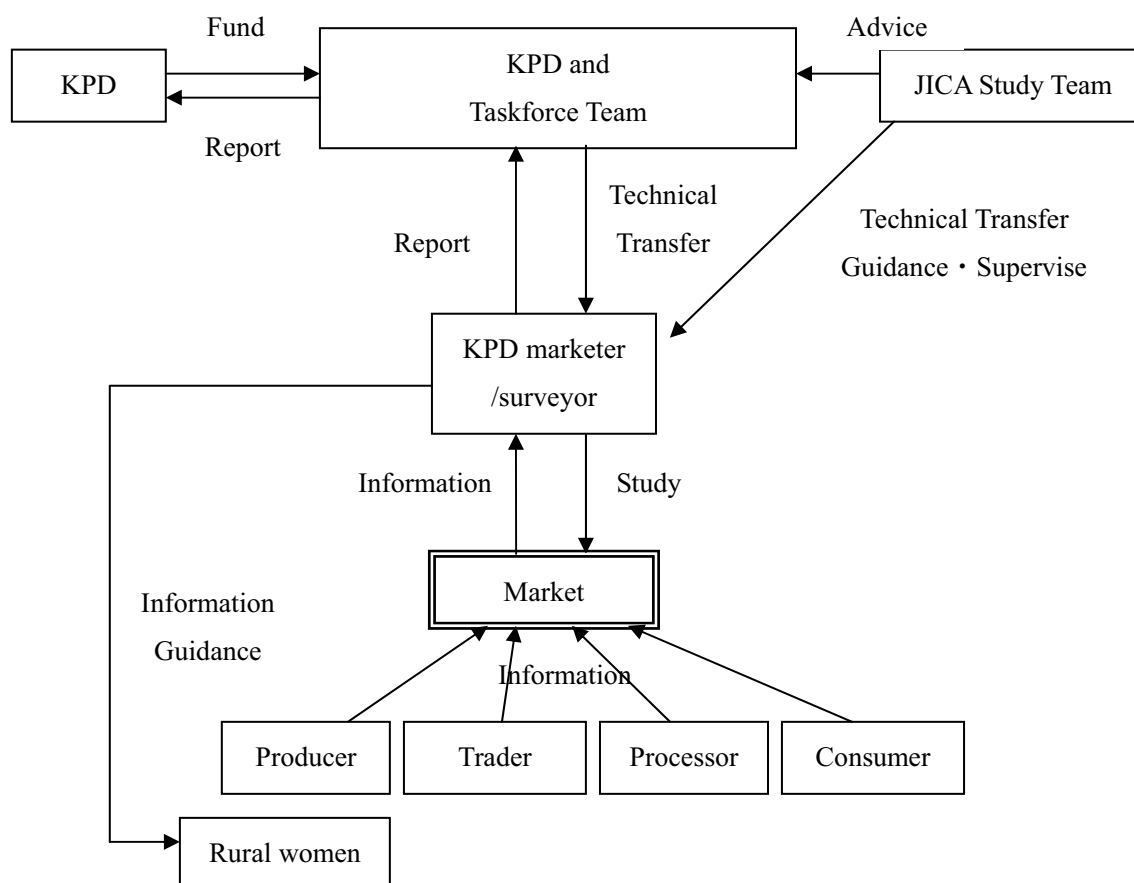 Fund
Advice
KPD
KPD and
Taskforce Team
JICA Study Team
Report
Technical
Transfer
Report
Technical Transfer
Guidance・Supervise
KPD marketer
/surveyor
Information
Study
Market
Information
Guidance
Information
Producer
Trader
Processor
Consumer
Rural women